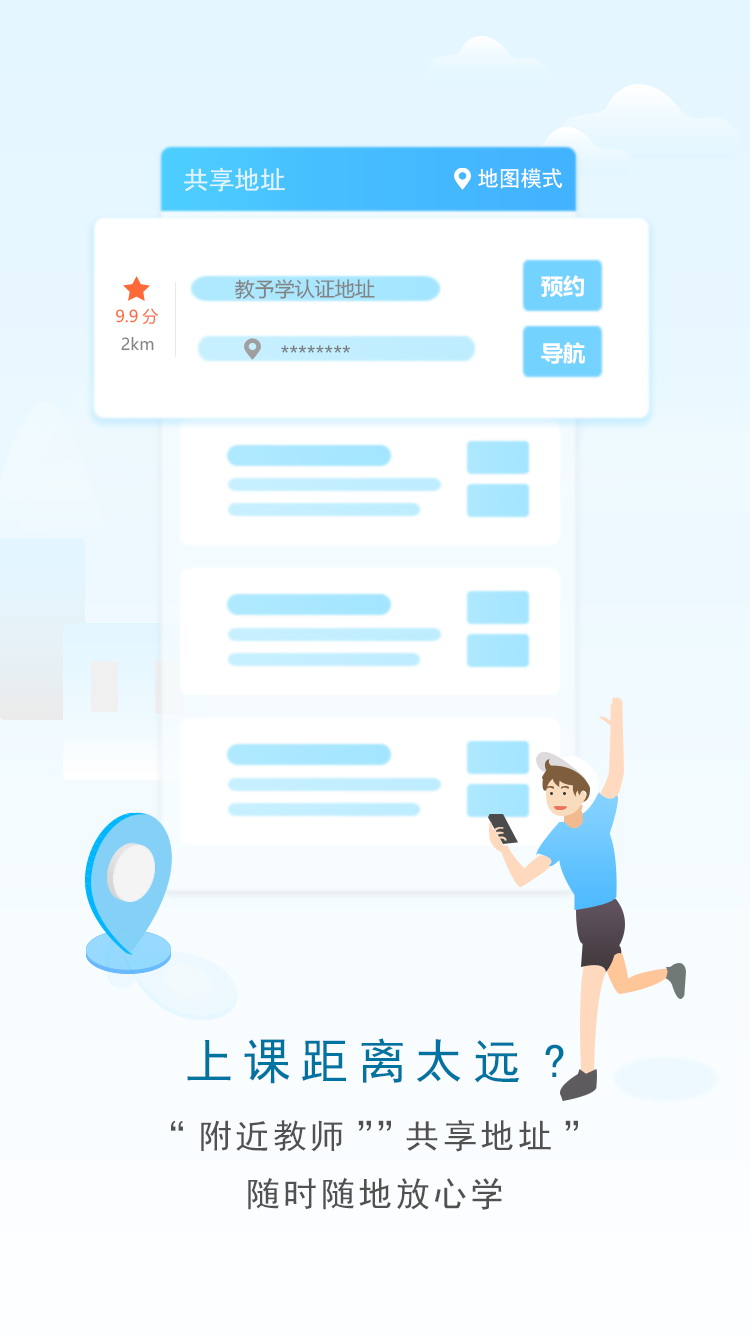 共享地址 地图模式
教予学认证地址 预约
9.9 分
2km ******** 导航
上课距离太远？
“附近教师””共享地址”
随时随地放心学